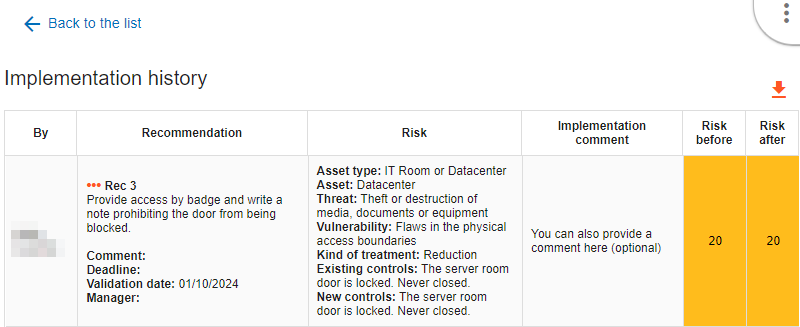 Back to the list
Implementation history
By
Recommendation
Risk
Implementation
comment
Risk
before
Risk
after
••• Rec 3
Provide access by badge and write a
note prohibiting the door from being
blocked.
Comment:
Deadline:
Validation date: 01/10/2024
Manager:
Asset type: IT Room or Datacenter
Asset: Datacenter
Threat: Theft or destruction of
media, documents or equipment
Vulnerability: Flaws in the physical
access boundaries
Kind of treatment: Reduction
Existing controls: The server room
door is locked. Never closed.
New controls: The server room
door is locked. Never closed.
You can also provide a
comment here (optional)
20
20